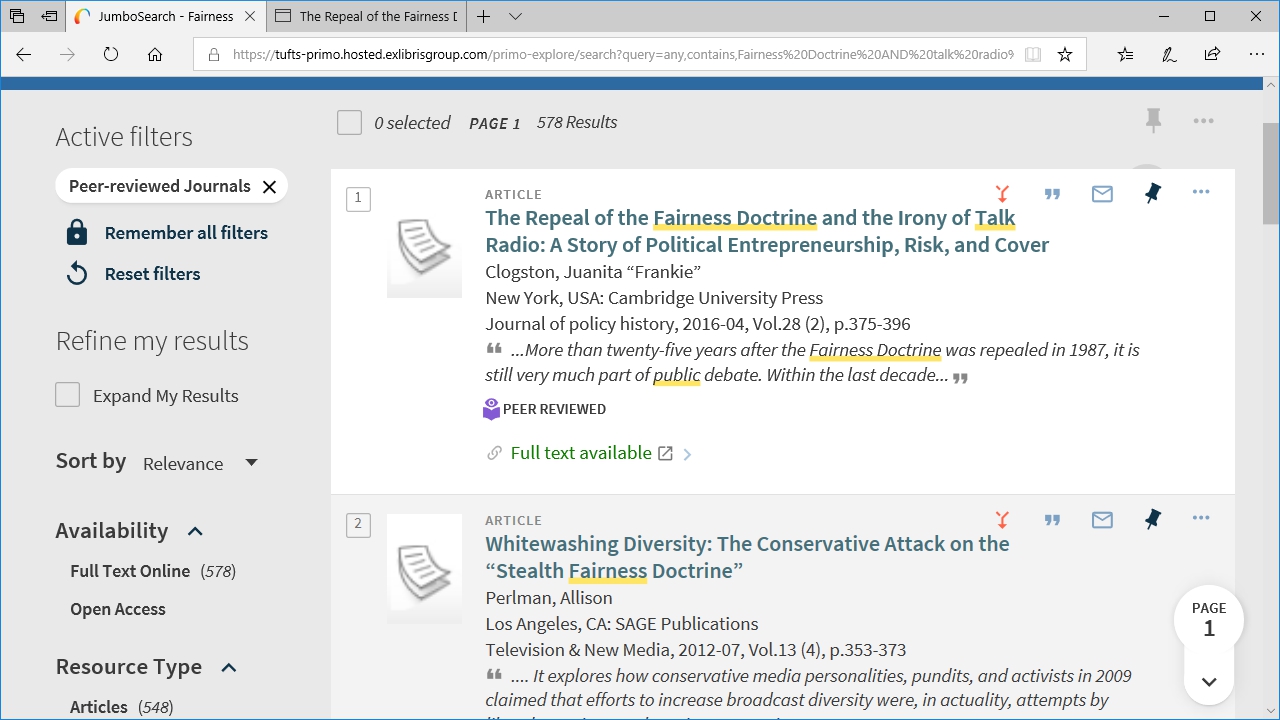 JumboSearch - Fairness
The Repeal of the Fairness D
https://tufts-primo.hosted.exlibrisgroup.com/primo-explore/search?query=any,contains,Fairness%20Doctrine%20AND%20talk%20radio%
Active filters
Peer-reviewed Journals
Remember all filters
Reset filters
Refine my results
Expand My Results
Sort by Relevance
Availability
Full Text Online (578)
Open Access
Resource Type
Articles (548)
0 selected PAGE 1 578 Results
1
ARTICLE
The Repeal of the Fairness Doctrine and the Irony of Talk
Radio: A Story of Political Entrepreneurship, Risk, and Cover
Clogston, Juanita “Frankie”
New York, USA: Cambridge University Press
Journal of policy history, 2016-04, Vol.28 (2), p.375-396
...More than twenty-five years after the Fairness Doctrine was repealed in 1987, it is
still very much part of public debate. Within the last decade...
PEER REVIEWED
Full text available
2
ARTICLE
Whitewashing Diversity: The Conservative Attack on the
“Stealth Fairness Doctrine”
Perlman, Allison
Los Angeles, CA: SAGE Publications
Television & New Media, 2012-07, Vol.13 (4), p.353-373
.... It explores how conservative media personalities, pundits, and activists in 2009
claimed that efforts to increase broadcast diversity were, in actuality, attempts by
PAGE
1